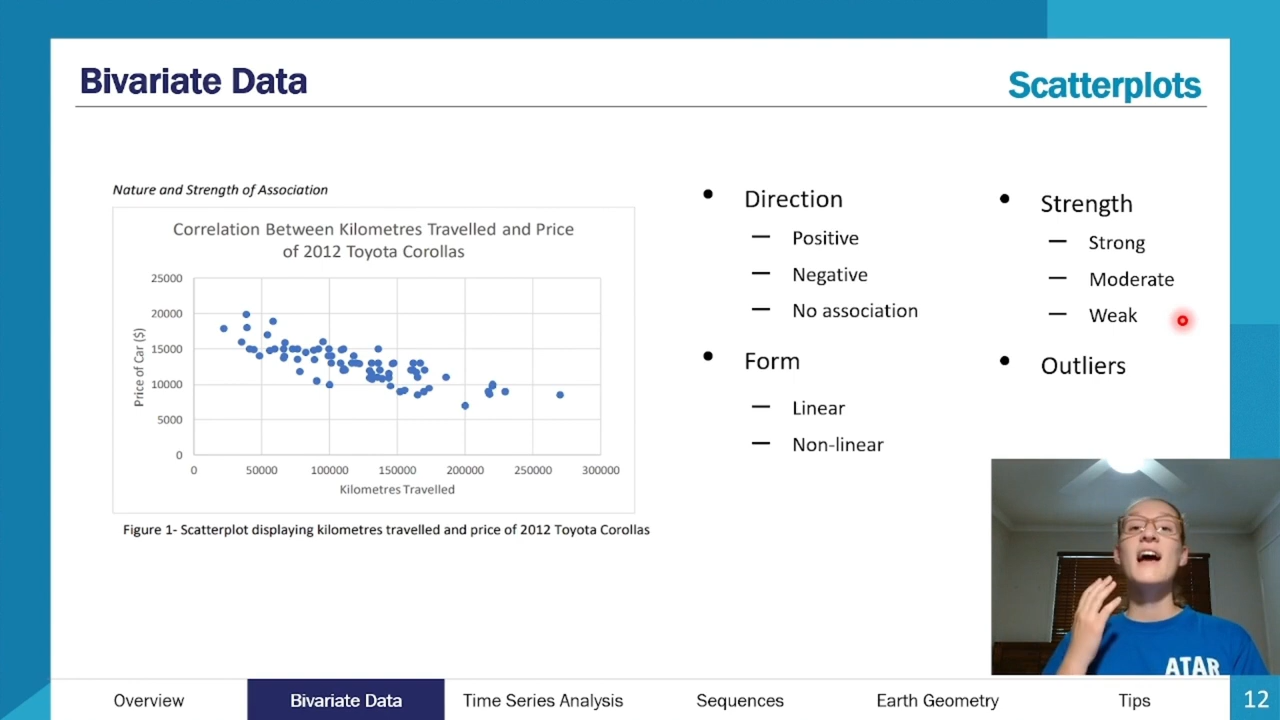 Bivariate Data
Scatterplots
Nature and Strength of Association
Correlation Between Kilometres Travelled and Price
of 2012 Toyota Corollas
25000
20000
15000
10000
5000
0
Price of Car ($)
0 50000 100000 150000 200000 250000 300000
Kilometres Travelled
Figure 1- Scatterplot displaying kilometres travelled and price of 2012 Toyota Corollas
• Direction
— Positive
— Negative
— No association
• Form
— Linear
— Non-linear
• Strength
— Strong
— Moderate
— Weak
• Outliers
ATAR
Overview Bivariate Data Time Series Analysis Sequences Earth Geometry Tips 12